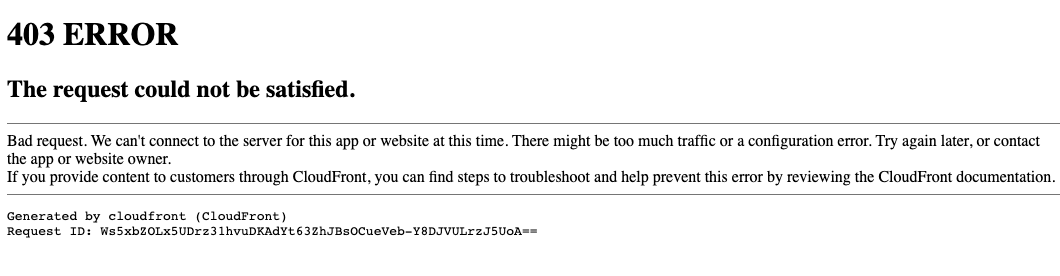 403 ERROR
The request could not be satisfied.
Bad request. We can't connect to the server for this app or website at this time. There might be too much traffic or a configuration error. Try again later, or contact
the app or website owner.
If you provide content to customers through CloudFront, you can find steps to troubleshoot and help prevent this error by reviewing the CloudFront documentation.
Generated by cloudfront (CloudFront)
Request ID: Ws5xbZOLx5UDrz31hvuDKAdYt63ZhJBsOCueVeb-Y8DJVULrzJ5UoA==